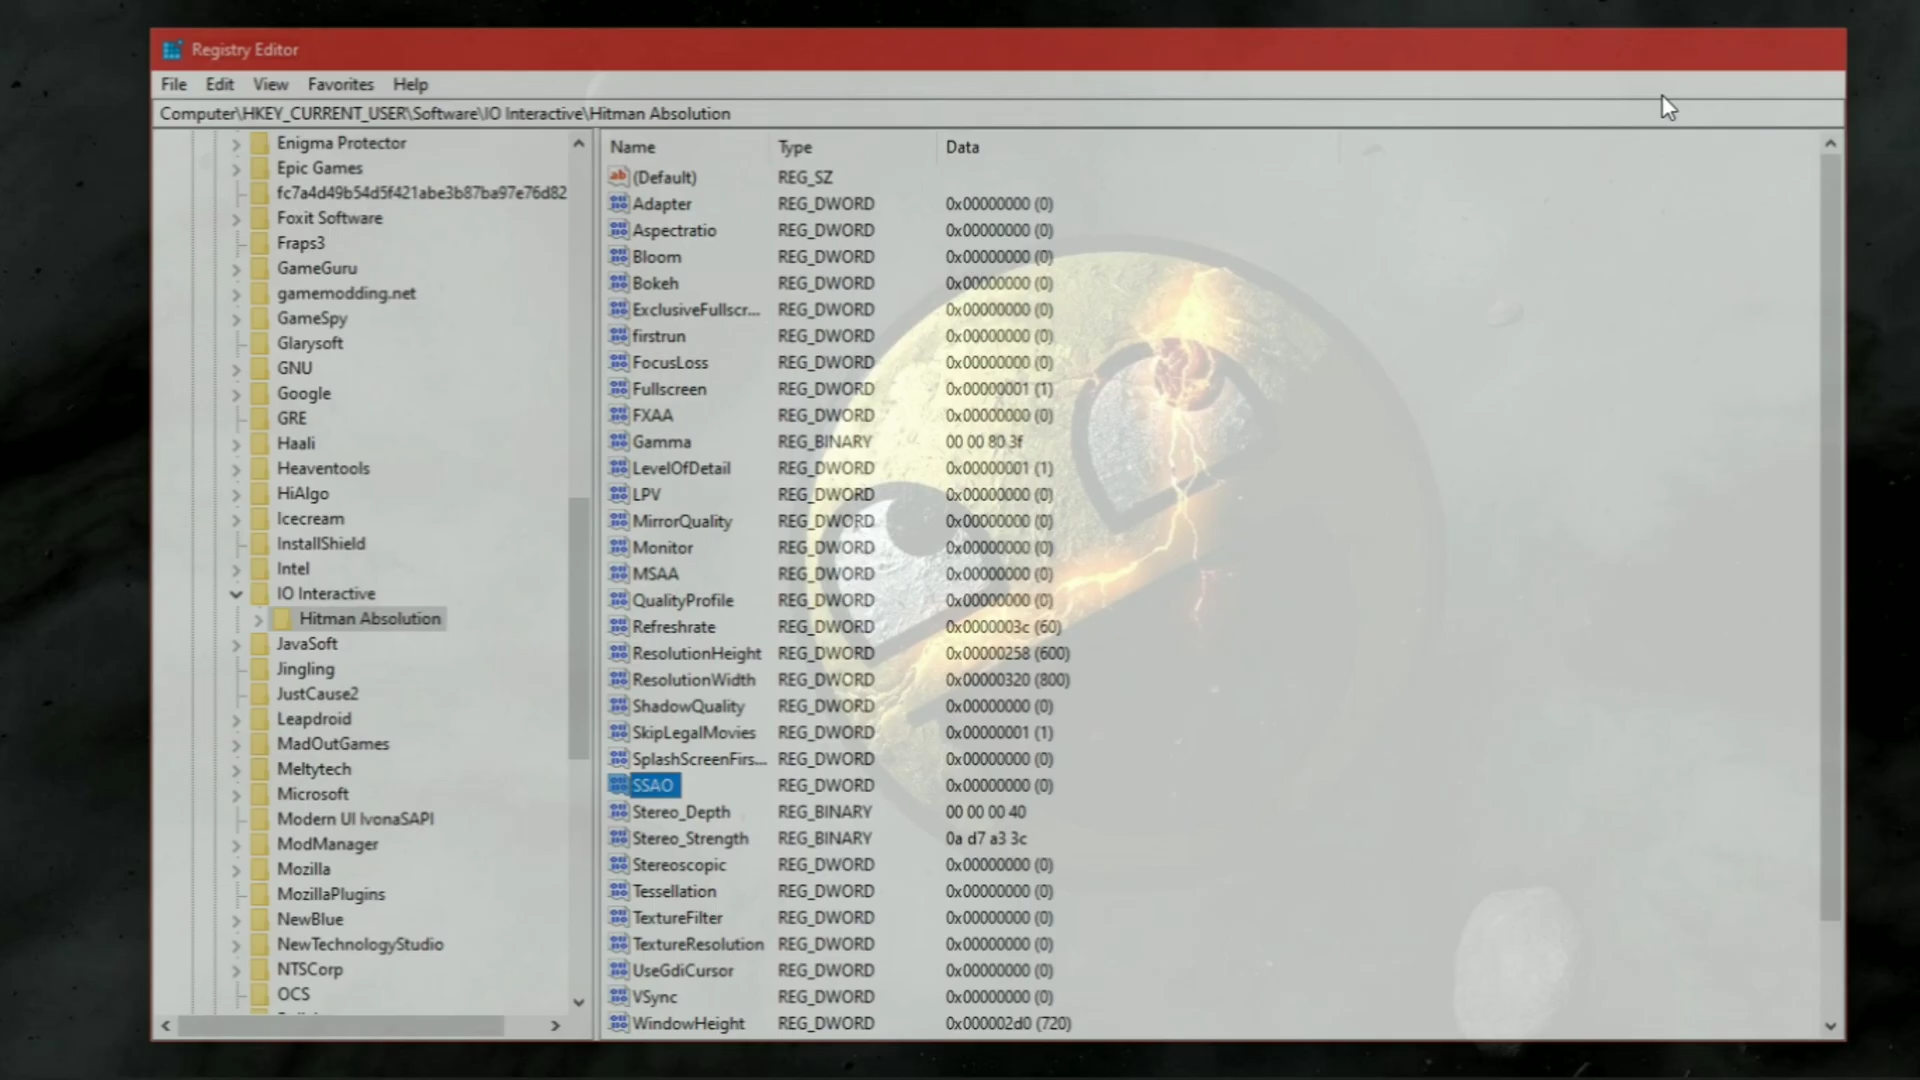 Registry Editor
File Edit View Favorites Help
Computer\HKEY_CURRENT_USER\Software\IO Interactive\Hitman Absolution
Enigma Protector
Epic Games
fc7a4d49b54d5f421abe3b87ba97e76d82
Foxit Software
Fraps3
GameGuru
gamemodding.net
GameSpy
Glarysoft
GNU
Google
GRE
Haali
Heaventools
HiAlgo
Icecream
InstallShield
Intel
IO Interactive
Hitman Absolution
JavaSoft
Jingling
JustCause2
Leapdroid
MadOutGames
Meltytech
Microsoft
Modern UI IvonaSAPI
ModManager
Mozilla
MozillaPlugins
NewBlue
NewTechnologyStudio
NTSCorp
OCS
Name Type Data
(Default) REG_SZ
Adapter REG_DWORD 0x00000000 (0)
Aspectratio REG_DWORD 0x00000000 (0)
Bloom REG_DWORD 0x00000000 (0)
Bokeh REG_DWORD 0x00000000 (0)
ExclusiveFullscr... REG_DWORD 0x00000000 (0)
firstrun REG_DWORD 0x00000000 (0)
FocusLoss REG_DWORD 0x00000000 (0)
Fullscreen REG_DWORD 0x00000001 (1)
FXAA REG_DWORD 0x00000000 (0)
Gamma REG_BINARY 00 00 80 3f
LevelOfDetail REG_DWORD 0x00000001 (1)
LPV REG_DWORD 0x00000000 (0)
MirrorQuality REG_DWORD 0x00000000 (0)
Monitor REG_DWORD 0x00000000 (0)
MSAA REG_DWORD 0x00000000 (0)
QualityProfile REG_DWORD 0x00000000 (0)
Refreshrate REG_DWORD 0x0000003c (60)
ResolutionHeight REG_DWORD 0x00000258 (600)
ResolutionWidth REG_DWORD 0x00000320 (800)
ShadowQuality REG_DWORD 0x00000000 (0)
SkipLegalMovies REG_DWORD 0x00000001 (1)
SplashScreenFirs... REG_DWORD 0x00000000 (0)
SSAO REG_DWORD 0x00000000 (0)
Stereo_Depth REG_BINARY 00 00 00 40
Stereo_Strength REG_BINARY 0a d7 a3 3c
Stereoscopic REG_DWORD 0x00000000 (0)
Tessellation REG_DWORD 0x00000000 (0)
TextureFilter REG_DWORD 0x00000000 (0)
TextureResolution REG_DWORD 0x00000000 (0)
UseGdiCursor REG_DWORD 0x00000000 (0)
VSync REG_DWORD 0x00000000 (0)
WindowHeight REG_DWORD 0x000002d0 (720)